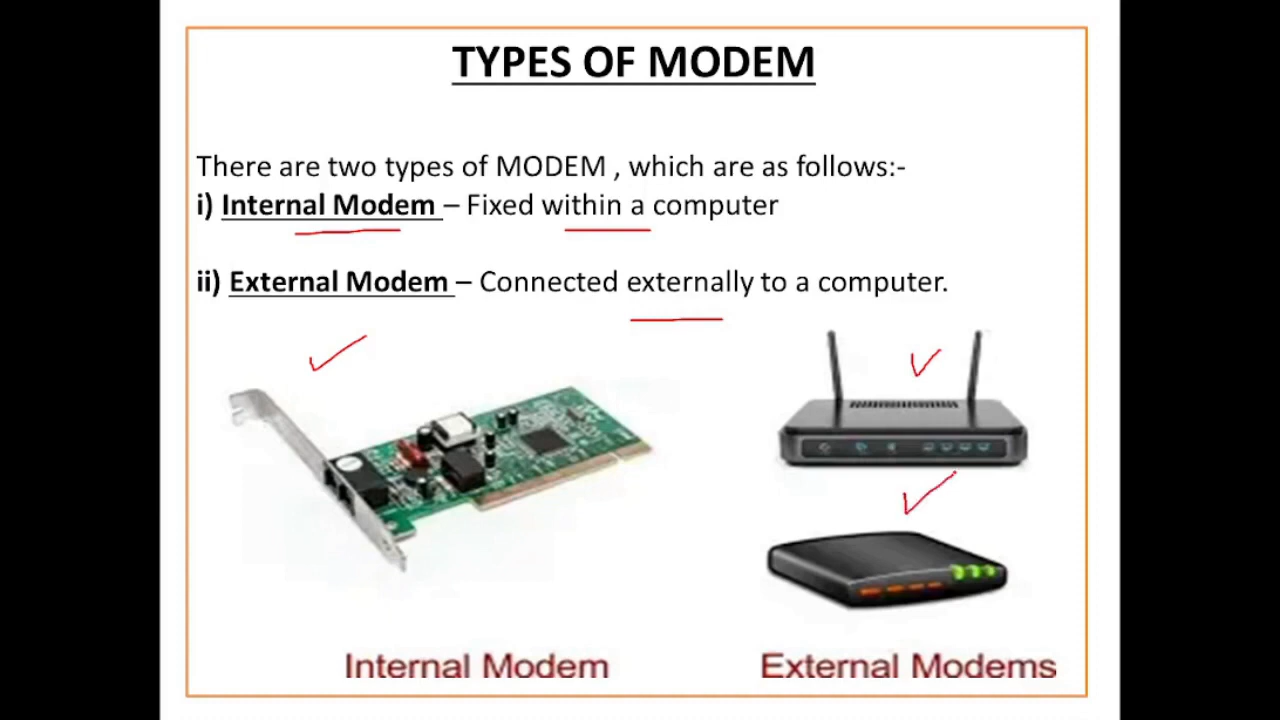 TYPES OF MODEM
There are two types of MODEM , which are as follows:-
i) Internal Modem – Fixed within a computer
ii) External Modem – Connected externally to a computer.
Internal Modem
External Modems